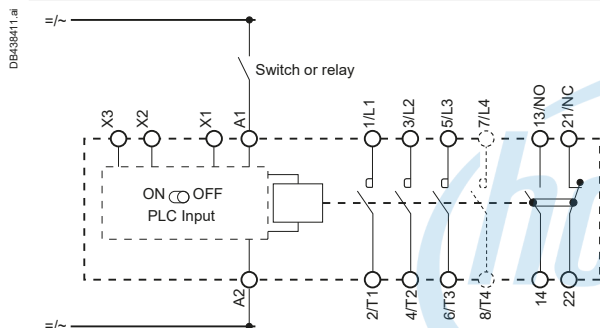 DB438411.ai
=/~
Switch or relay
X3
X2
X1
A1
1/L1
3/L2
5/L3
7/L4
13/NO
21/NC
ON OFF
PLC Input
A2
2/T1
4/T2
6/T3
8/T4
14
22
=/~